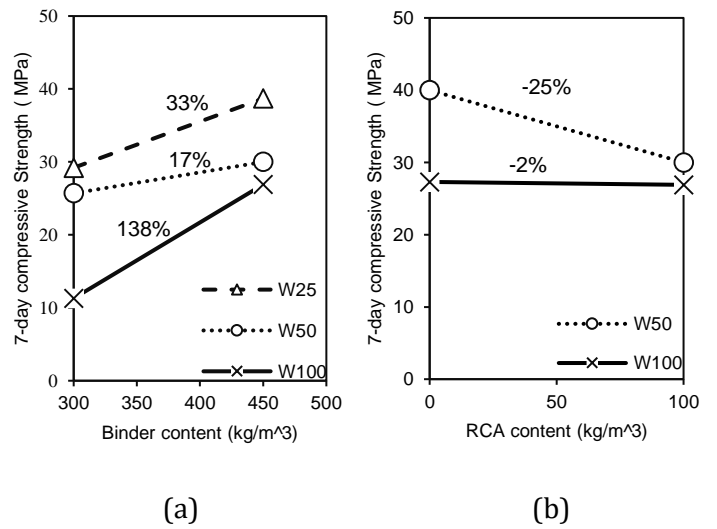 7-day compressive Strength ( MPa)
50
40
30
20
10
0
33%
17%
138%
W25
W50
W100
300 350 400 450 500
Binder content (kg/m^3)
(a)
7-day compressive Strength ( MPa)
50
40
30
20
10
0
-25%
-2%
W50
W100
0 50 100
RCA content (kg/m^3)
(b)